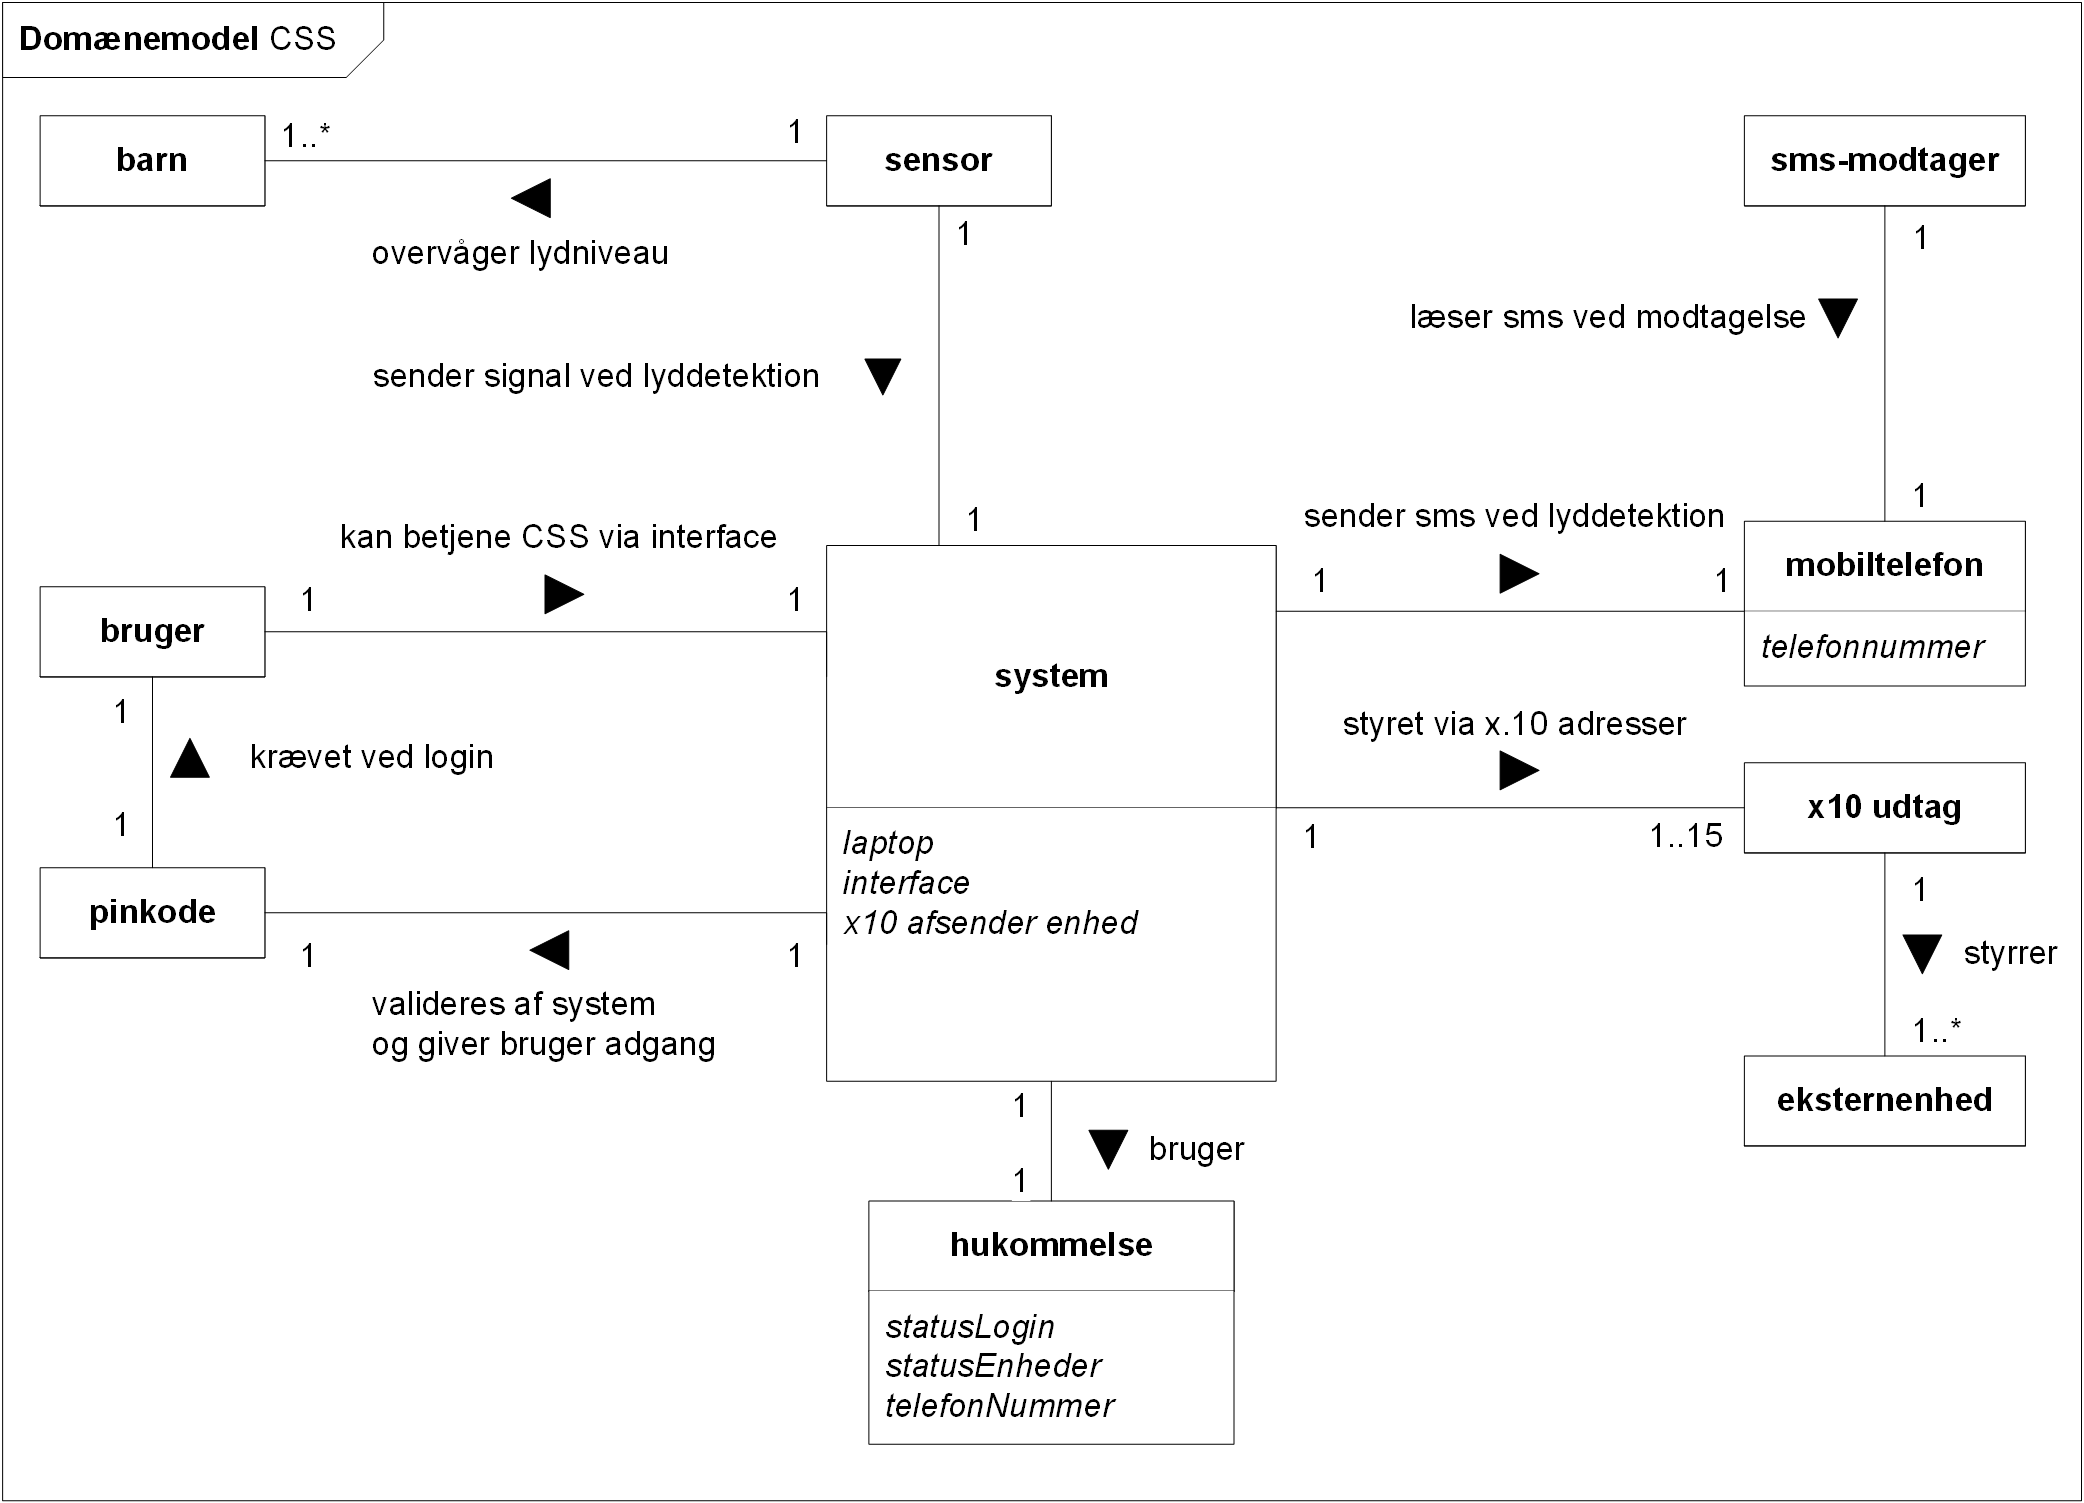 Domænemodel CSS
barn
1..*
1
sensor
sms-modtager
overvåger lydniveau
1
1
læser sms ved modtagelse
sender signal ved lyddetektion
1
1
kan betjene CSS via interface
sender sms ved lyddetektion
bruger
1
1
system
1
1
mobiltelefon
telefonnummer
1
krævet ved login
1
styret via x.10 adresser
1
1..15
x10 udtag
laptop
interface
x10 afsender enhed
pinkode
1
1
valideres af system
og giver bruger adgang
1
styrrer
1..*
eksternenhed
1
bruger
1
hukommelse
statusLogin
statusEnheder
telefonNummer